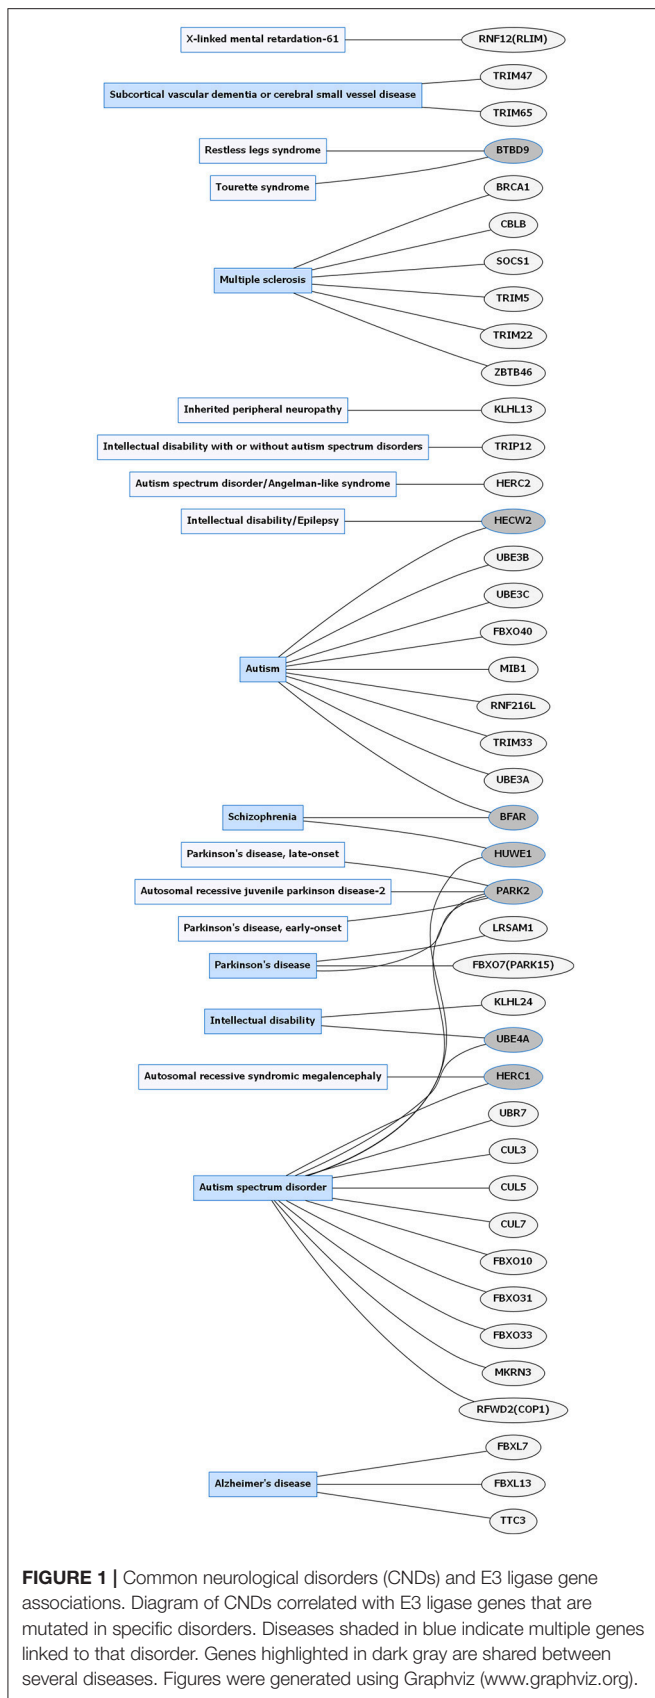 X-linked mental retardation-61
RNF12(RLIM)
TRIM47
Subcortical vascular dementia or cerebral small vessel disease
TRIM65
Restless legs syndrome
BTBD9
Tourette syndrome
BRCA1
CBLB
SOCS1
Multiple sclerosis
TRIM5
TRIM22
ZBTB46
Inherited peripheral neuropathy
KLHL13
Intellectual disability with or without autism spectrum disorders
TRIP12
Autism spectrum disorder/Angelman-like syndrome
HERC2
Intellectual disability/Epilepsy
HECW2
UBE3B
UBE3C
FBXO40
Autism
MIB1
RNF216L
TRIM33
UBE3A
Schizophrenia
BFAR
Parkinson's disease, late-onset
HUWE1
Autosomal recessive juvenile parkinson disease-2
PARK2
Parkinson's disease, early-onset
LRSAM1
Parkinson's disease
FBXO7(PARK15)
KLHL24
Intellectual disability
UBE4A
Autosomal recessive syndromic megalencephaly
HERC1
UBR7
CUL3
Autism spectrum disorder
CUL5
CUL7
FBXO10
FBXO31
FBXO33
MKRN3
RFWD2(COP1)
FBXL7
Alzheimer's disease
FBXL13
TTC3
FIGURE 1 | Common neurological disorders (CNDs) and E3 ligase gene
associations. Diagram of CNDs correlated with E3 ligase genes that are
mutated in specific disorders. Diseases shaded in blue indicate multiple genes
linked to that disorder. Genes highlighted in dark gray are shared between
several diseases. Figures were generated using Graphviz (www.graphviz.org).